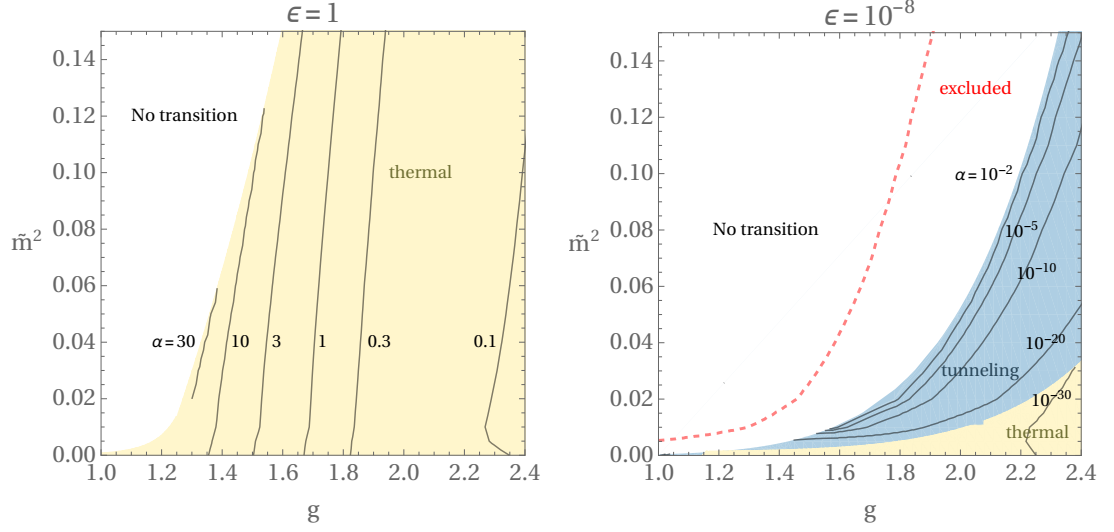 ϵ = 1
0.14
0.12
0.10
0.08
0.06
0.04
0.02
0.00
m̃²
No transition
thermal
α = 30
10
3
1
0.3
0.1
1.0
1.2
1.4
1.6
1.8
2.0
2.2
2.4
g
ϵ = 10⁻⁸
0.14
0.12
0.10
0.08
0.06
0.04
0.02
0.00
m̃²
excluded
No transition
α = 10⁻²
10⁻⁵
10⁻¹⁰
10⁻²⁰
tunneling
10⁻³⁰
thermal
1.0
1.2
1.4
1.6
1.8
2.0
2.2
2.4
g